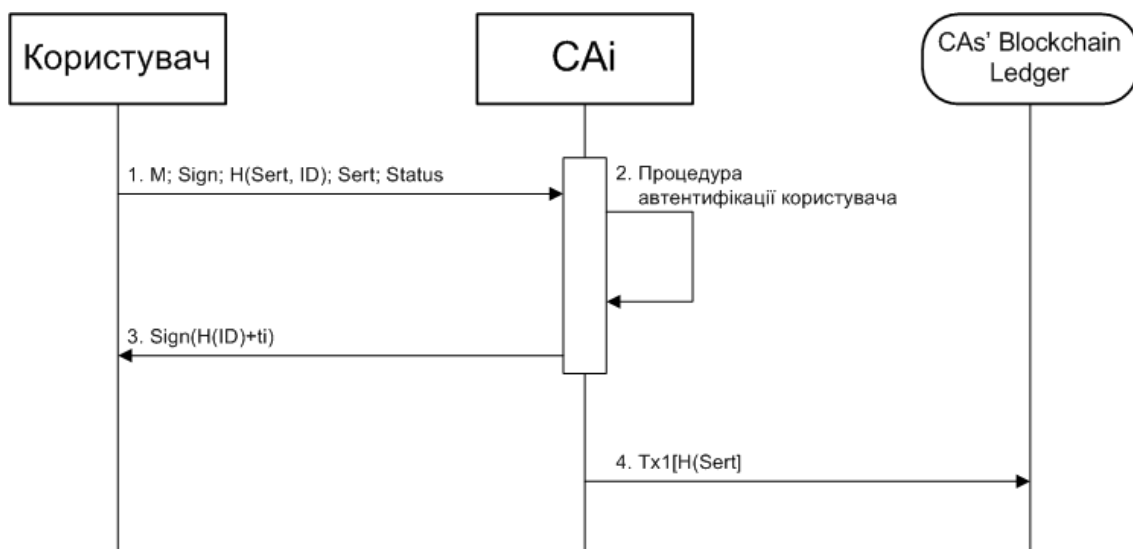 Користувач
CAi
CAs' Blockchain
Ledger
1. M; Sign; H(Sert, ID); Sert; Status
2. Процедура
автентифікації користувача
3. Sign(H(ID)+ti)
4. Tx1[H(Sert]